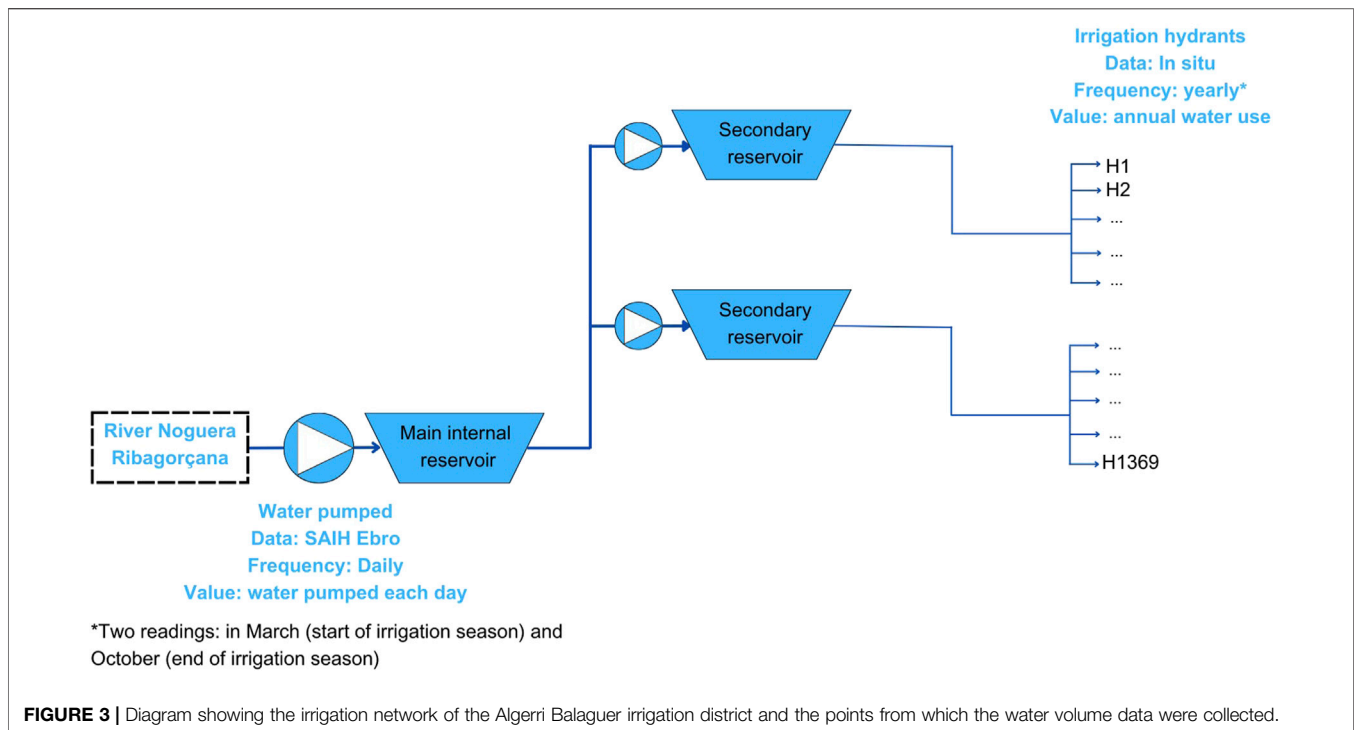 Irrigation hydrants
Data: In situ
Frequency: yearly*
Value: annual water use
Secondary
reservoir
H1
H2
...
...
...
Secondary
reservoir
...
...
...
...
H1369
River Noguera
Ribagorçana
Main internal
reservoir
Water pumped
Data: SAIH Ebro
Frequency: Daily
Value: water pumped each day
*Two readings: in March (start of irrigation season) and
October (end of irrigation season)
FIGURE 3 | Diagram showing the irrigation network of the Algerri Balaguer irrigation district and the points from which the water volume data were collected.